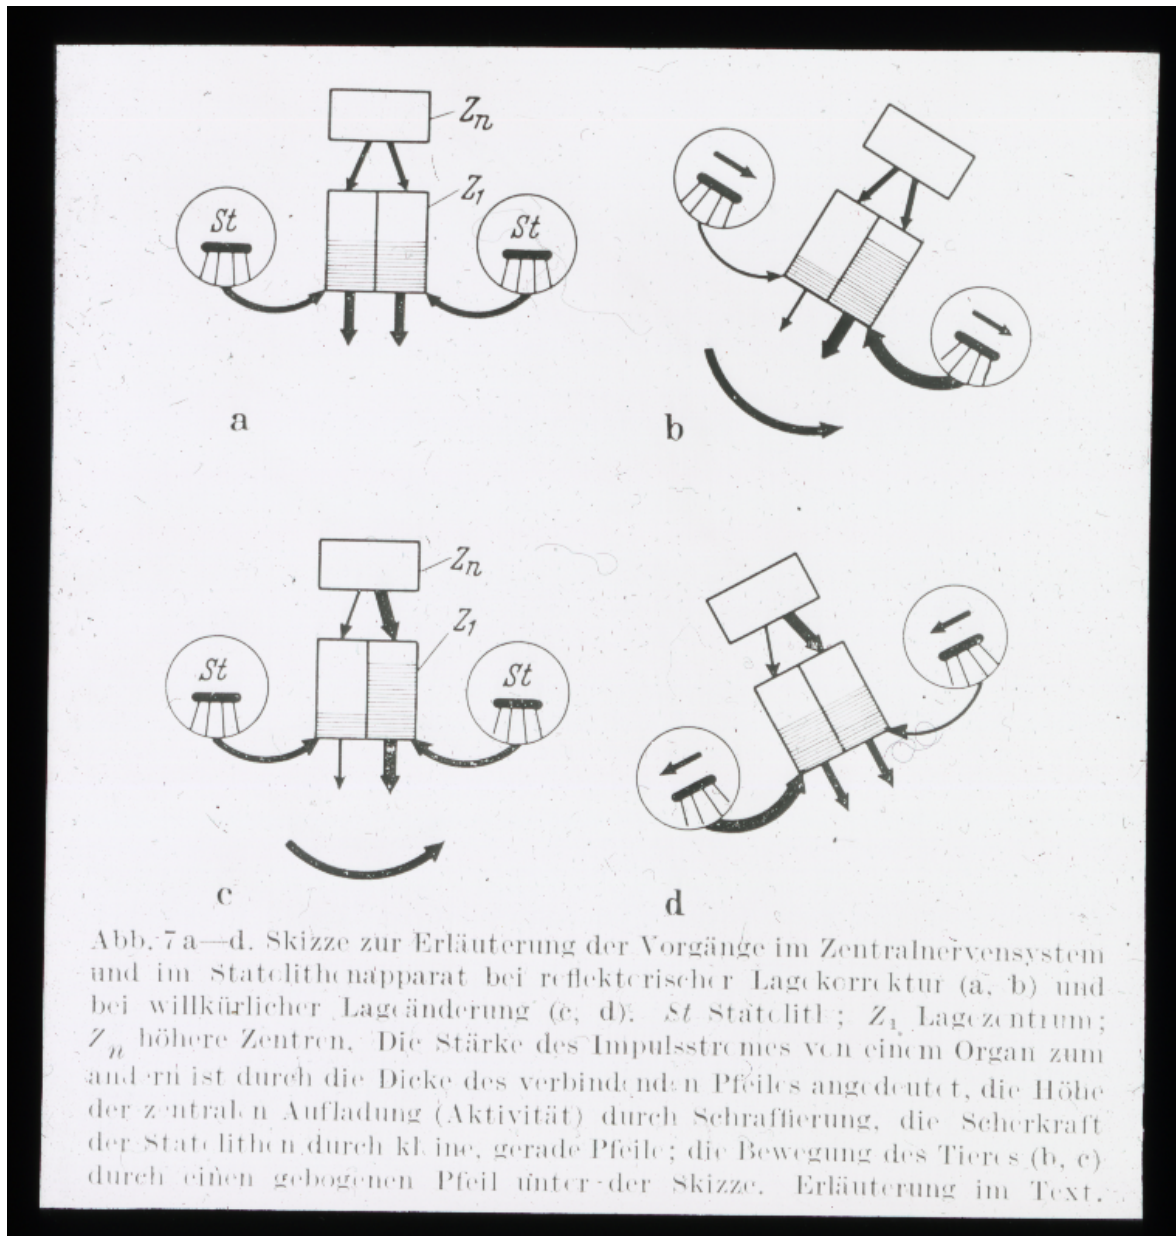 Zn
Z1
St
St
a
b
Zn
Z1
St
St
c
d
Abb. 7a—d. Skizze zur Erläuterung der Vorgänge im Zentralnervensystem
und im Statolithenapparat bei reflektorischer Lagekorrektur (a, b) und
bei willkürlicher Lageänderung (c, d). St Statolith; Z1 Lagezentrum;
Zn höhere Zentren. Die Stärke des Impulsstromes von einem Organ zum
andern ist durch die Dicke des verbindenden Pfeiles angedeutet, die Höhe
der zentralen Aufladung (Aktivität) durch Schraffierung, die Scherkraft
der Statolithen durch kleine, gerade Pfeile; die Bewegung des Tieres (b, c)
durch einen gebogenen Pfeil unter der Skizze. Erläuterung im Text.